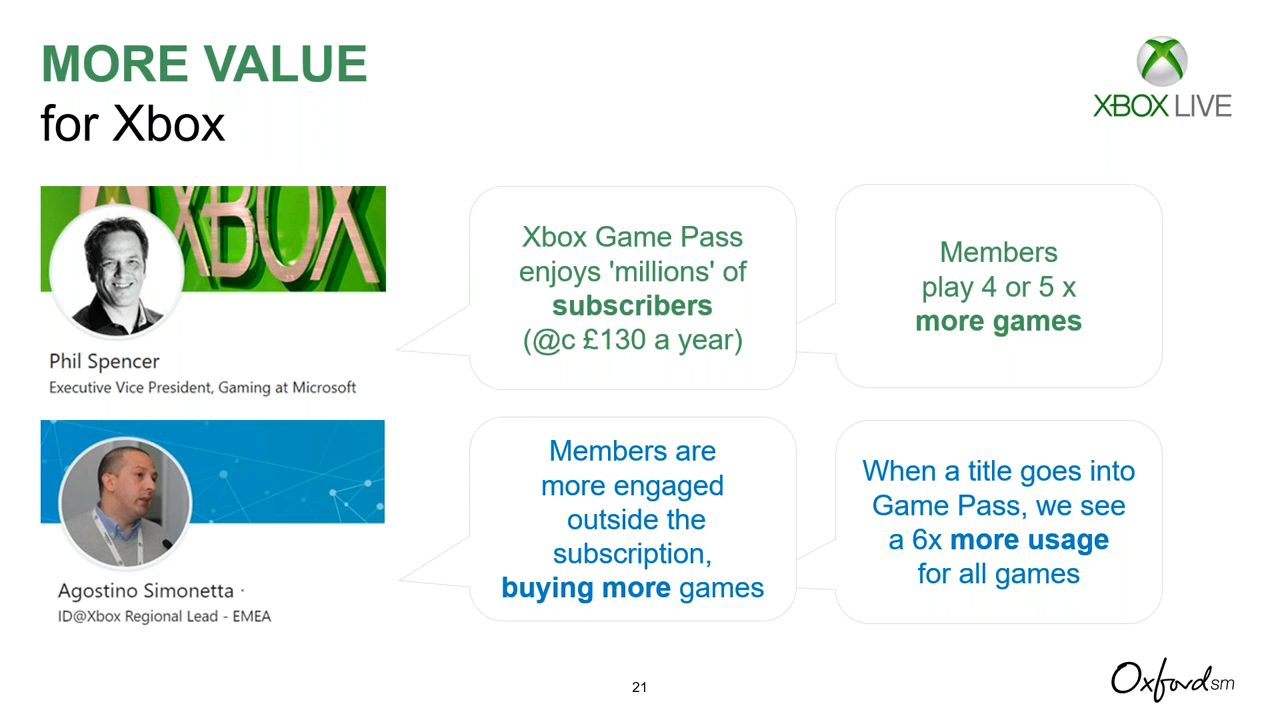 MORE VALUE
for Xbox
XBOX LIVE
XBOX
Phil Spencer
Executive Vice President, Gaming at Microsoft
Xbox Game Pass
enjoys 'millions' of
subscribers
(@c £130 a year)
Members
play 4 or 5 x
more games
Agostino Simonetta ·
ID@Xbox Regional Lead - EMEA
Members are
more engaged
outside the
subscription,
buying more games
When a title goes into
Game Pass, we see
a 6x more usage
for all games
21
Oxford sm